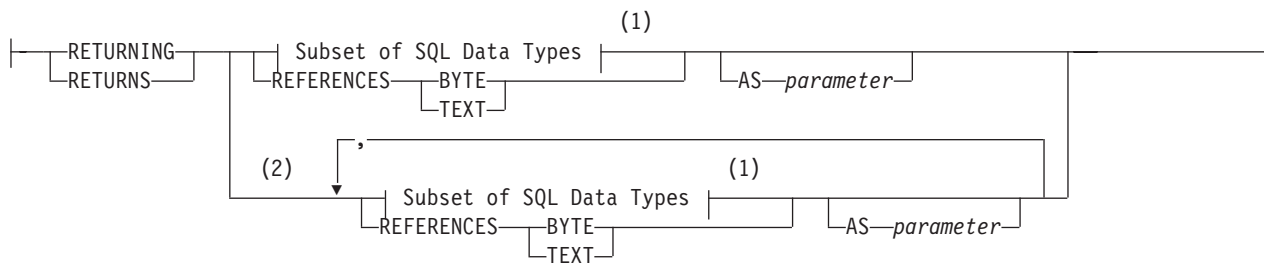 (1)
RETURNING Subset of SQL Data Types
RETURNS REFERENCES BYTE AS parameter
TEXT
,
(2) (1)
Subset of SQL Data Types
REFERENCES BYTE AS parameter
TEXT